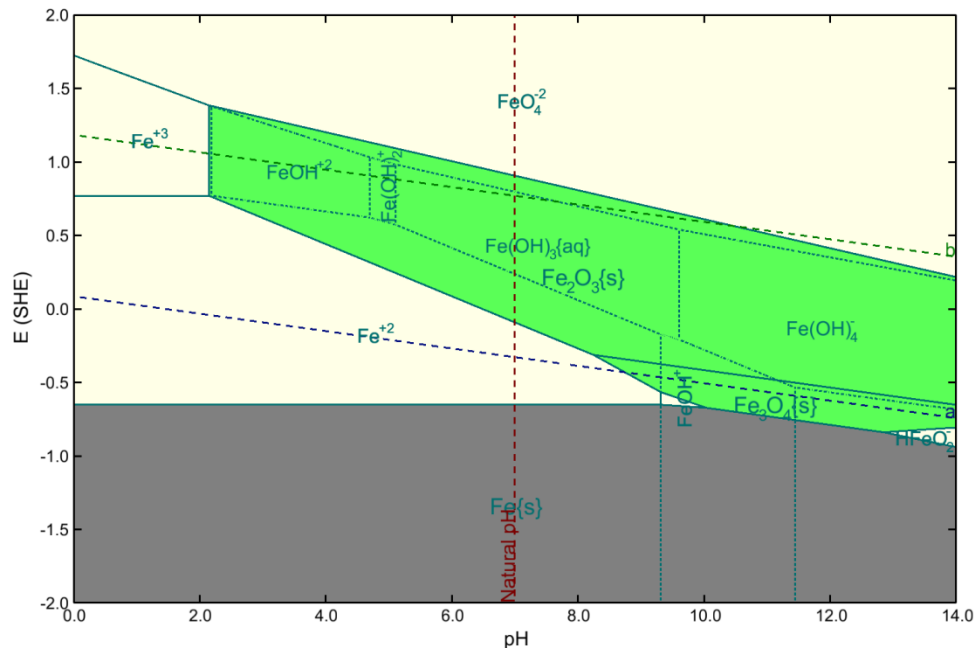 2.0
1.5
1.0
0.5
0.0
-0.5
-1.0
-1.5
-2.0
E (SHE)
0.0 2.0 4.0 6.0 8.0 10.0 12.0 14.0
pH
FeO₄⁻²
Fe⁺³
FeOH⁺²
Fe(OH)₂⁺
Fe(OH)₃{aq}
Fe₂O₃{s}
Fe(OH)₄⁻
b
Fe⁺²
FeOH⁺
Fe₃O₄{s}
a
HFeO₂⁻
Fe{s}
Natural pH